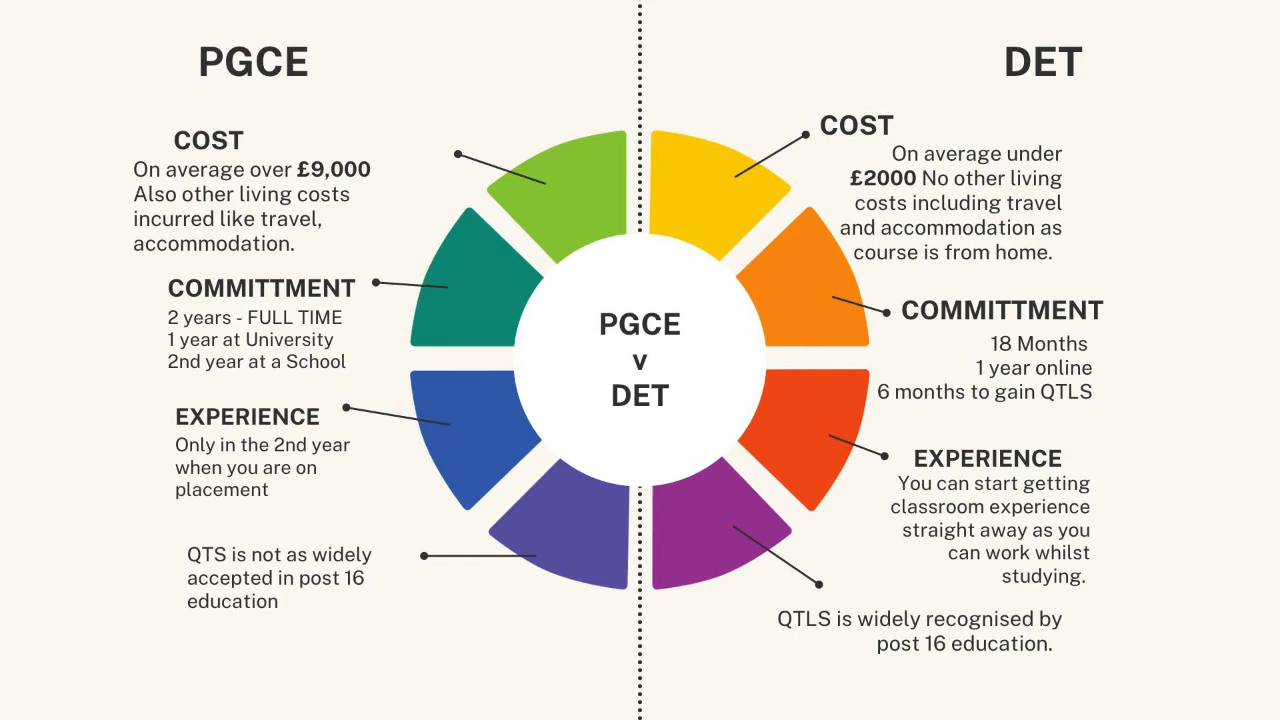 PGCE
COST
On average over £9,000
Also other living costs
incurred like travel,
accommodation.
COMMITTMENT
2 years - FULL TIME
1 year at University
2nd year at a School
EXPERIENCE
Only in the 2nd year
when you are on
placement
QTS is not as widely
accepted in post 16
education
PGCE
v
DET
DET
COST
On average under
£2000 No other living
costs including travel
and accommodation as
course is from home.
COMMITTMENT
18 Months
1 year online
6 months to gain QTLS
EXPERIENCE
You can start getting
classroom experience
straight away as you
can work whilst
studying.
QTLS is widely recognised by
post 16 education.